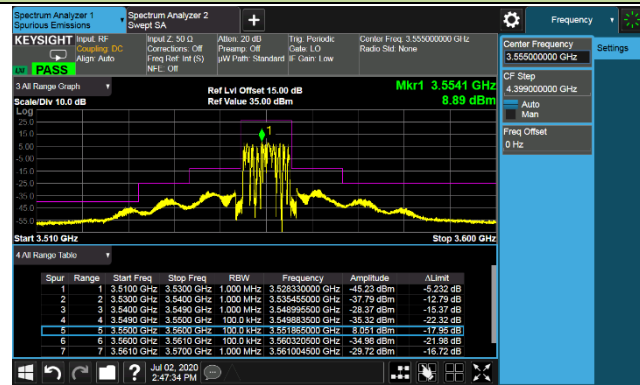 Spectrum Analyzer 1
Spurious Emissions
Spectrum Analyzer 2
Swept SA
Frequency
KEYSIGHT
Input: RF
Coupling: DC
Align: Auto
Input Z: 50 Ω
Corrections: Off
Freq Ref: Int (S)
NFE: Off
Atten: 20 dB
Preamp: Off
µW Path: Standard
Trig: Periodic
Gate: LO
IF Gain: Low
Center Freq: 3.555000000 GHz
Radio Std: None
PASS
Center Frequency
3.555000000 GHz
Settings
CF Step
4.399000000 GHz
Auto
Man
Freq Offset
0 Hz
3 All Range Graph
Scale/Div 10.0 dB
Ref Lvl Offset 15.00 dB
Ref Value 35.00 dBm
Mkr1 3.5541 GHz
8.89 dBm
Log
25.0
15.0
5.00
-5.00
-15.0
-25.0
-35.0
-45.0
-55.0
1
Start 3.510 GHz
Stop 3.600 GHz
4 All Range Table
Spur Range Start Freq Stop Freq RBW Frequency Amplitude ΔLimit
1 1 3.5100 GHz 3.5300 GHz 1.000 MHz 3.528330000 GHz -45.23 dBm -5.232 dB
2 2 3.5300 GHz 3.5400 GHz 1.000 MHz 3.535455000 GHz -37.79 dBm -12.79 dB
3 3 3.5400 GHz 3.5490 GHz 1.000 MHz 3.548995500 GHz -28.37 dBm -15.37 dB
4 4 3.5490 GHz 3.5500 GHz 100.0 kHz 3.549883500 GHz -35.32 dBm -22.32 dB
5 5 3.5500 GHz 3.5600 GHz 100.0 kHz 3.551865000 GHz 8.051 dBm -17.95 dB
6 6 3.5600 GHz 3.5610 GHz 100.0 kHz 3.560320500 GHz -34.98 dBm -21.98 dB
7 7 3.5610 GHz 3.5700 GHz 1.000 MHz 3.561004500 GHz -29.72 dBm -16.72 dB
Jul 02, 2020
2:47:34 PM